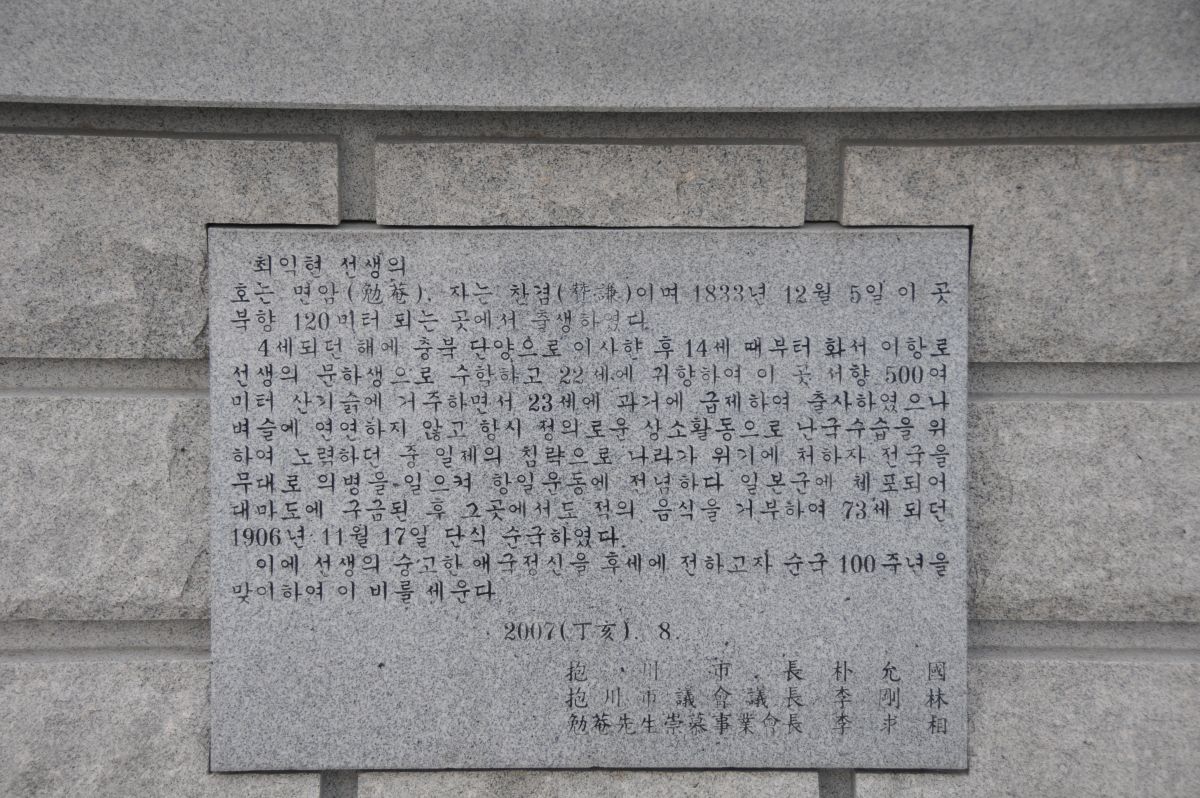 최익현 선생의
호는 면암(勉菴), 자는 찬겸(贊謙)이며 1833년 12월 5일 이 곳
북향 120미터 되는 곳에서 출생하였다.
4세되던 해에 충북 단양으로 이사한 후 14세 때부터 화서 이항로
선생의 문하생으로 수학하고 22세에 귀향하여 이 곳 서향 500여
미터 산기슭에 거주하면서 23세에 과거에 급제하여 출사하였으나
벼슬에 연연하지 않고 항시 정의로운 상소활동으로 난국수습을 위
하여 노력하던 중 일제의 침략으로 나라가 위기에 처하자 전국을
무대로 의병을 일으켜 항일운동에 전념하다 일본군에 체포되어
대마도에 구금된 후 그곳에서도 적의 음식을 거부하여 73세 되던
1906년 11월 17일 단식 순국하였다.
이에 선생의 숭고한 애국정신을 후세에 전하고자 순국 100주년을
맞이하여 이 비를 세운다
2007(丁亥). 8.
抱川市長 朴允國
抱川市議會議長 李剛林
勉菴先生崇慕事業會長 李 相